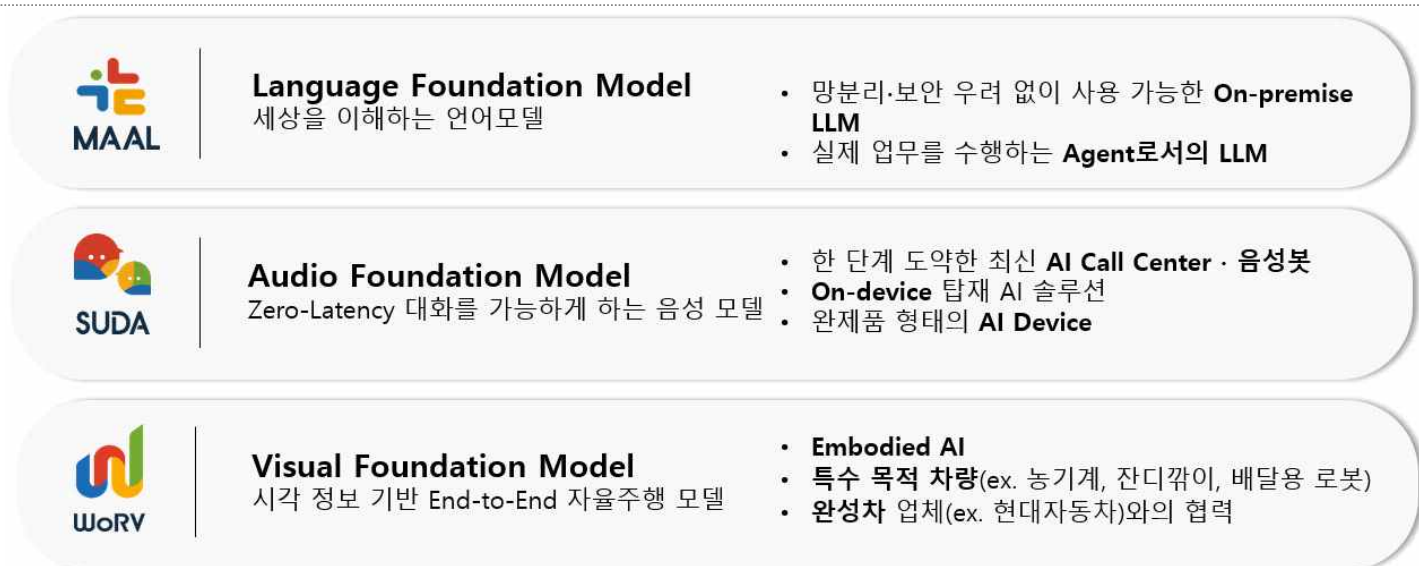 MAAL
Language Foundation Model
세상을 이해하는 언어모델
• 망분리·보안 우려 없이 사용 가능한 On-premise
LLM
• 실제 업무를 수행하는 Agent로서의 LLM
SUDA
Audio Foundation Model
Zero-Latency 대화를 가능하게 하는 음성 모델
• 한 단계 도약한 최신 AI Call Center · 음성봇
• On-device 탑재 AI 솔루션
• 완제품 형태의 AI Device
WoRV
Visual Foundation Model
시각 정보 기반 End-to-End 자율주행 모델
• Embodied AI
• 특수 목적 차량(ex. 농기계, 잔디깎이, 배달용 로봇)
• 완성차 업체(ex. 현대자동차)와의 협력